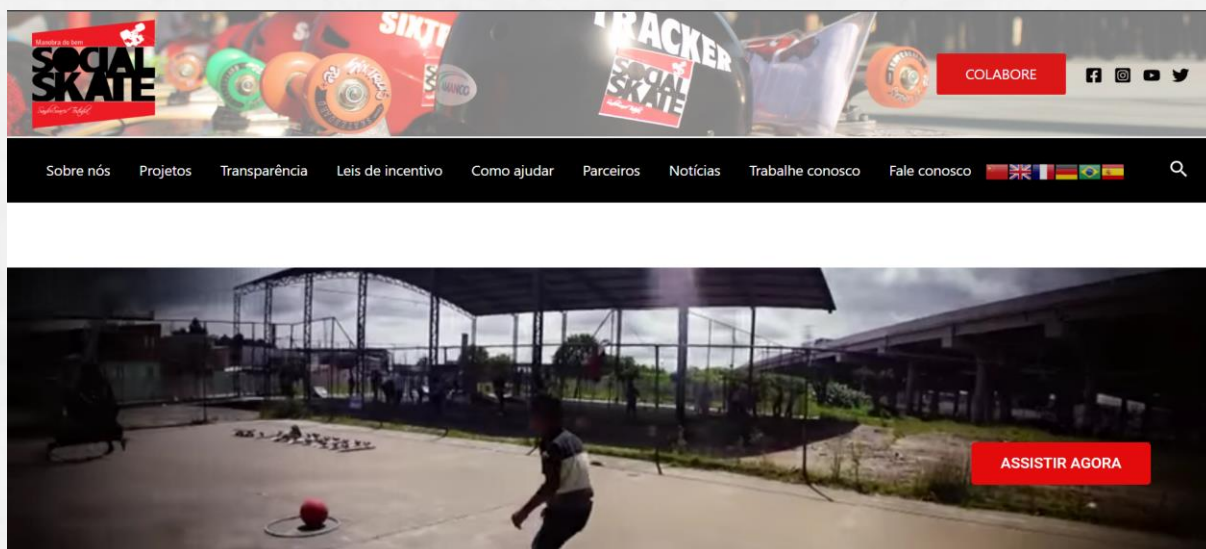 SOCIAL
SKATE
SIXTE
TRACKER
SOCIAL
SKATE
COLABORE
Sobre nós Projetos Transparência Leis de incentivo Como ajudar Parceiros Notícias Trabalhe conosco Fale conosco
ASSISTIR AGORA